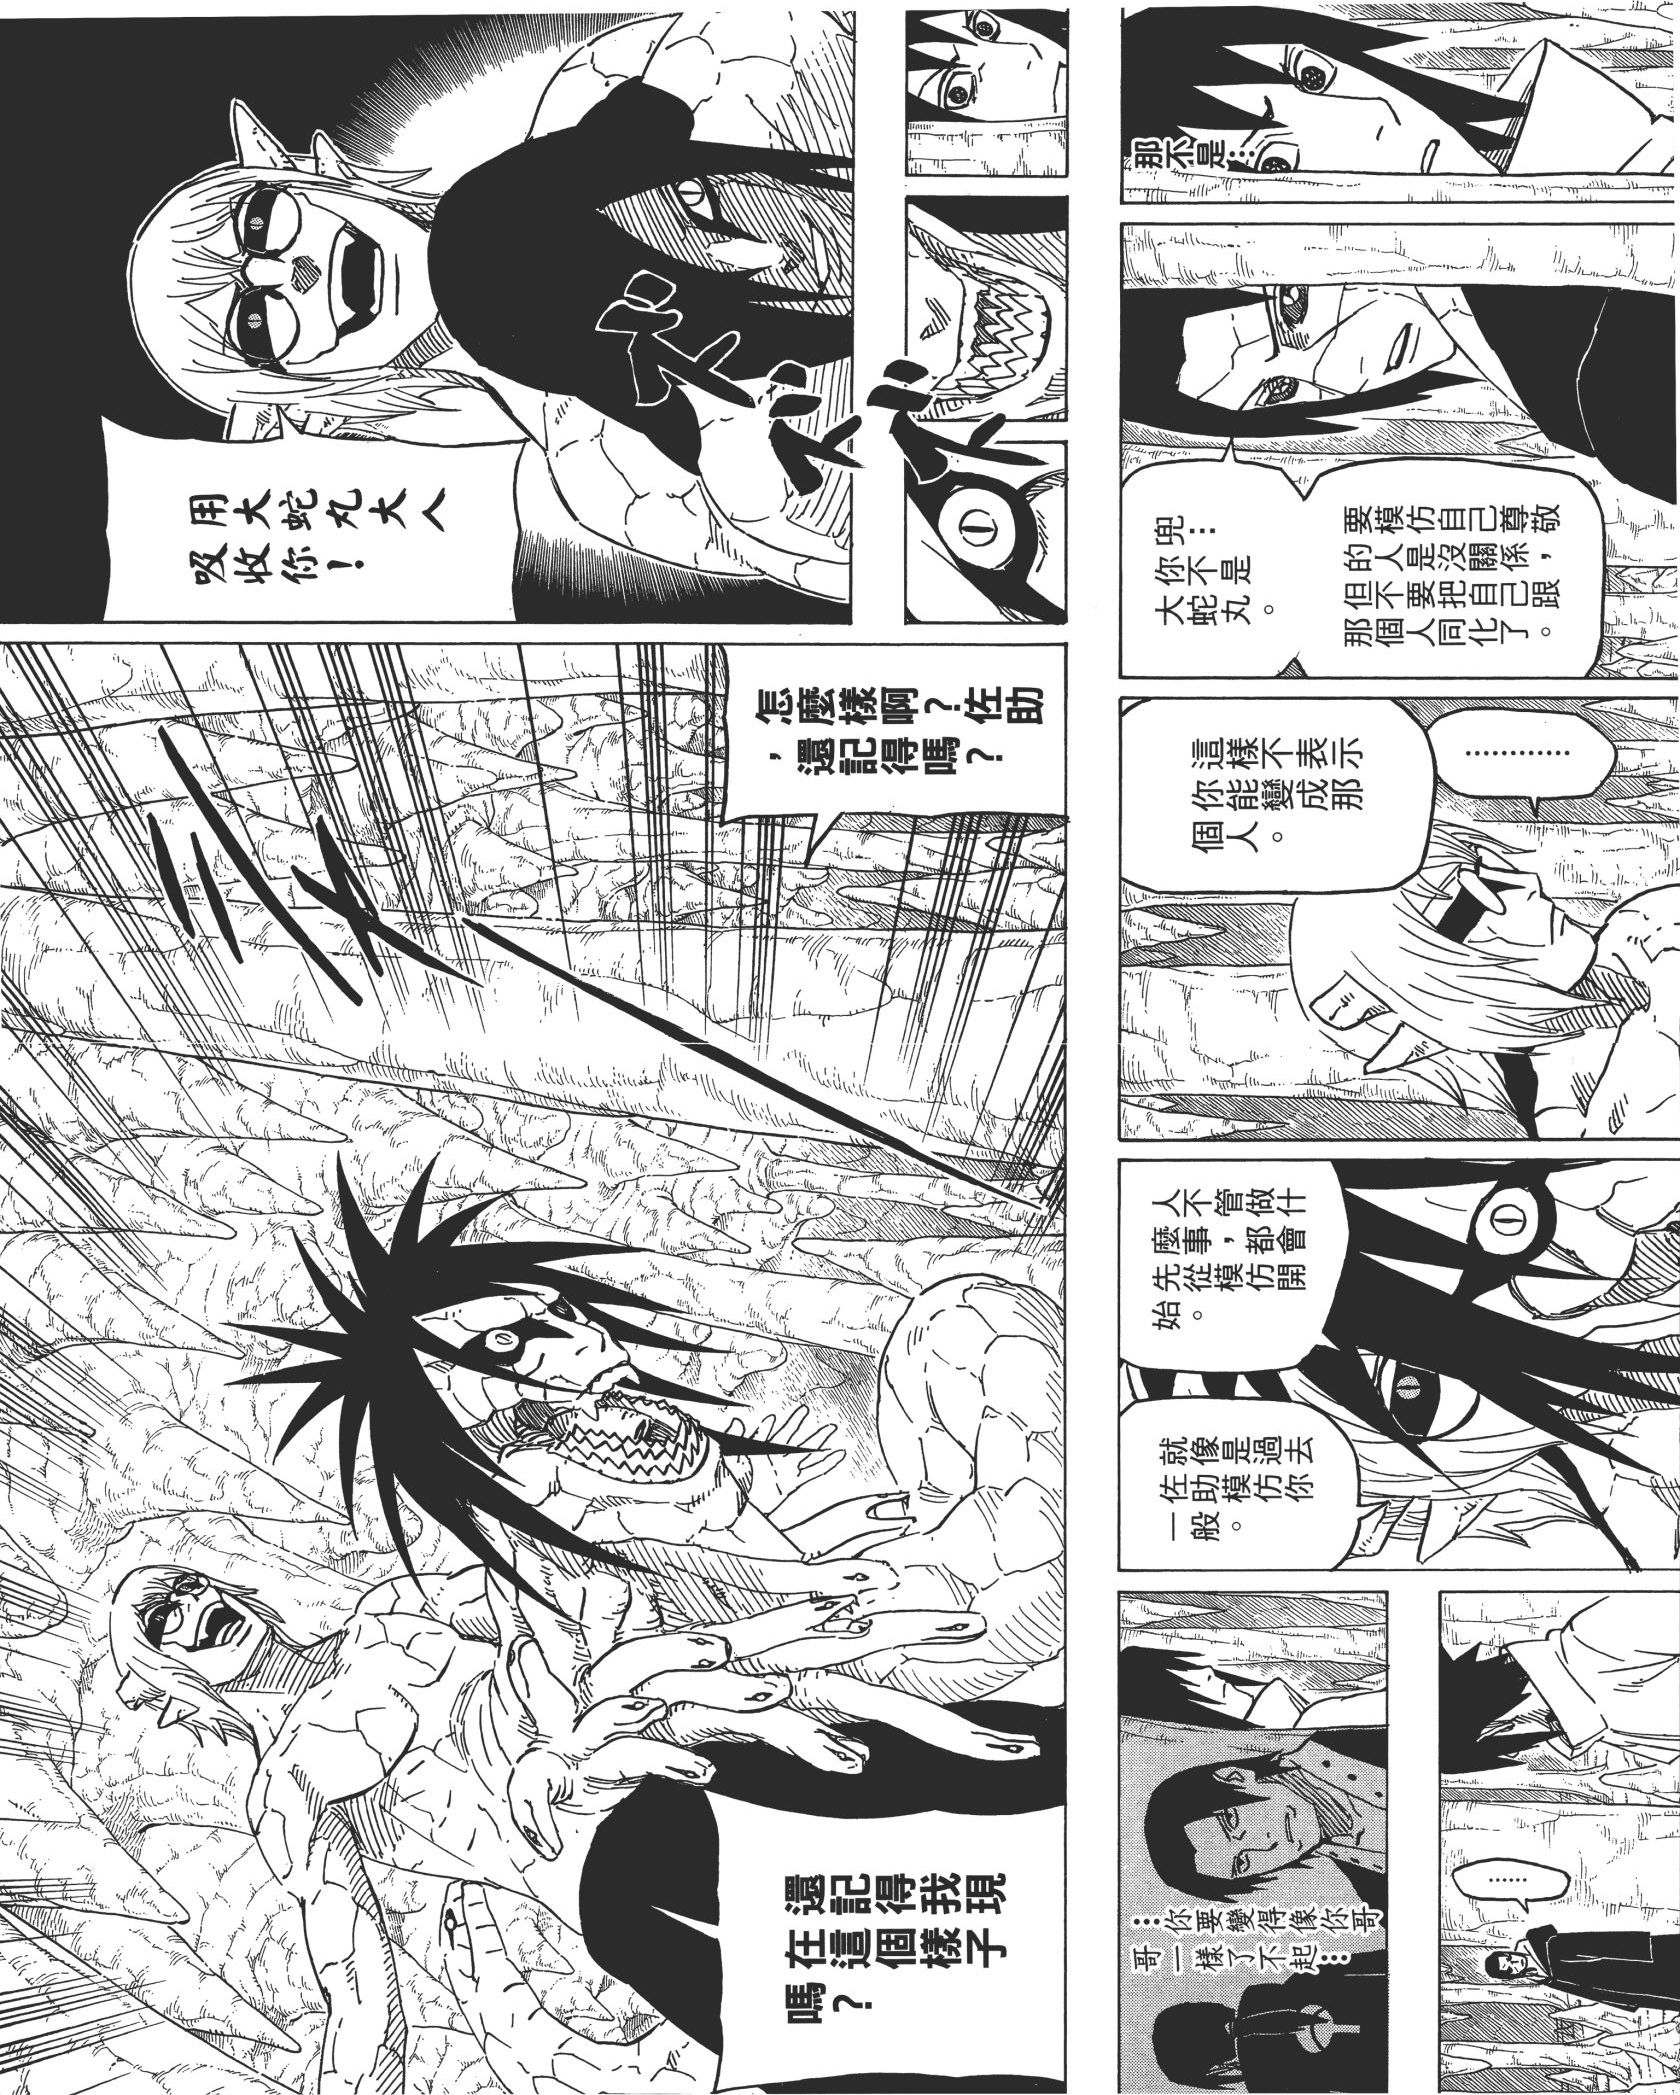 用大蛇丸大人
吸收你！
ド
ド
ド
怎麼樣啊？佐助
，還記得嗎？
還記得我現
在這個樣子
嗎？
那不是…
兜…
你不是
大蛇丸。
要模仿自己尊敬
的人是沒關係，
但不要把自己跟
那個人同化了。
…………
這樣不表示
你能變成那
個人。
人不管做什
麼事，都會
先從模仿開
始。
就像是過去
佐助模仿你
一般。
…你要變得像你哥
哥一樣了不起…
……